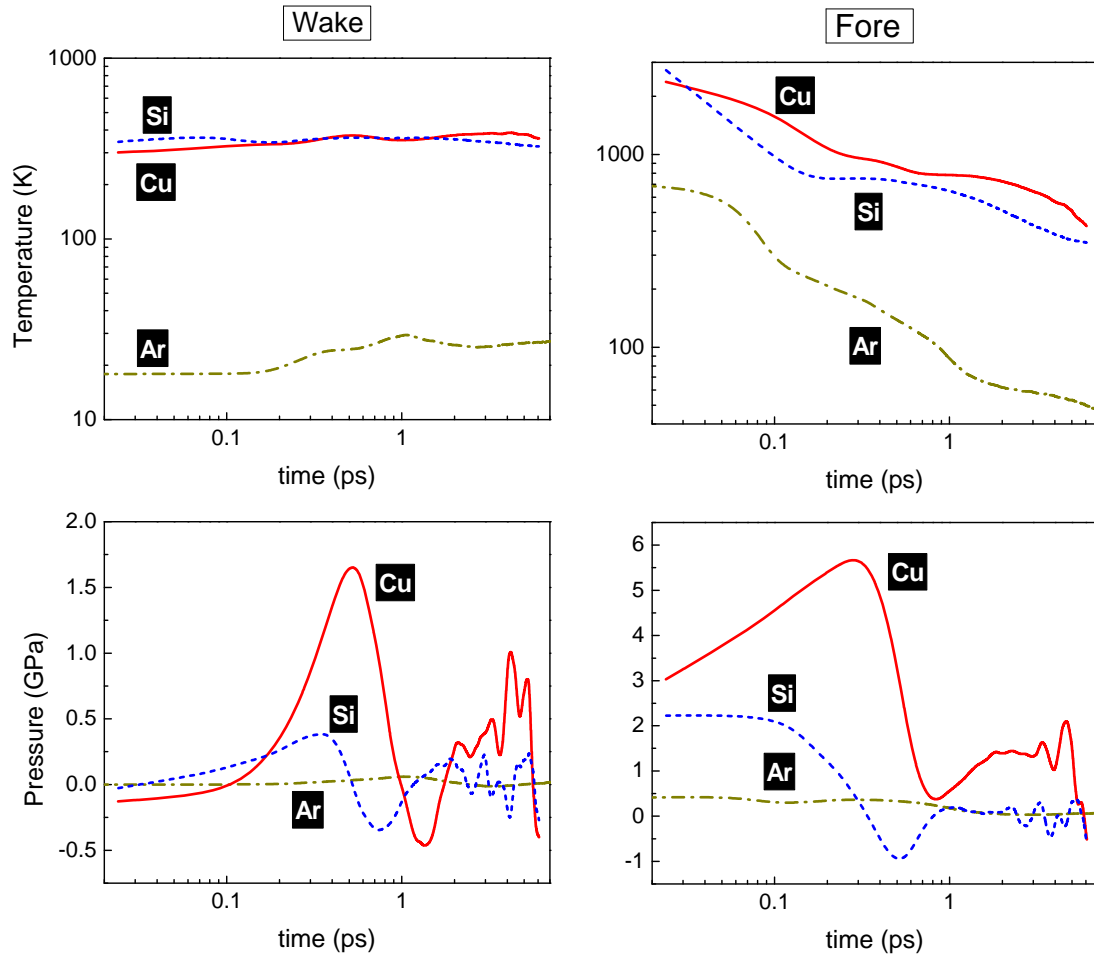 Wake
Fore
1000
100
10
Temperature (K)
Si
Cu
Ar
0.1
1
time (ps)
1000
100
Cu
Si
Ar
0.1
1
time (ps)
2.0
1.5
1.0
0.5
0.0
-0.5
Pressure (GPa)
Cu
Si
Ar
0.1
1
time (ps)
6
5
4
3
2
1
0
-1
Cu
Si
Ar
0.1
1
time (ps)